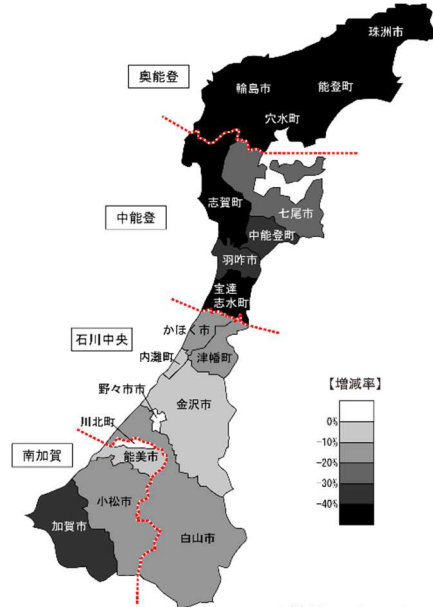 珠洲市
奥能登
輪島市
能登町
穴水町
志賀町
七尾市
中能登
中能登町
羽咋市
宝達
志水町
かほく市
石川中央
内灘町
津幡町
野々市市
金沢市
川北町
南加賀
能美市
小松市
加賀市
白山市
【増減率】
0%
-10%
-20%
-30%
-40%